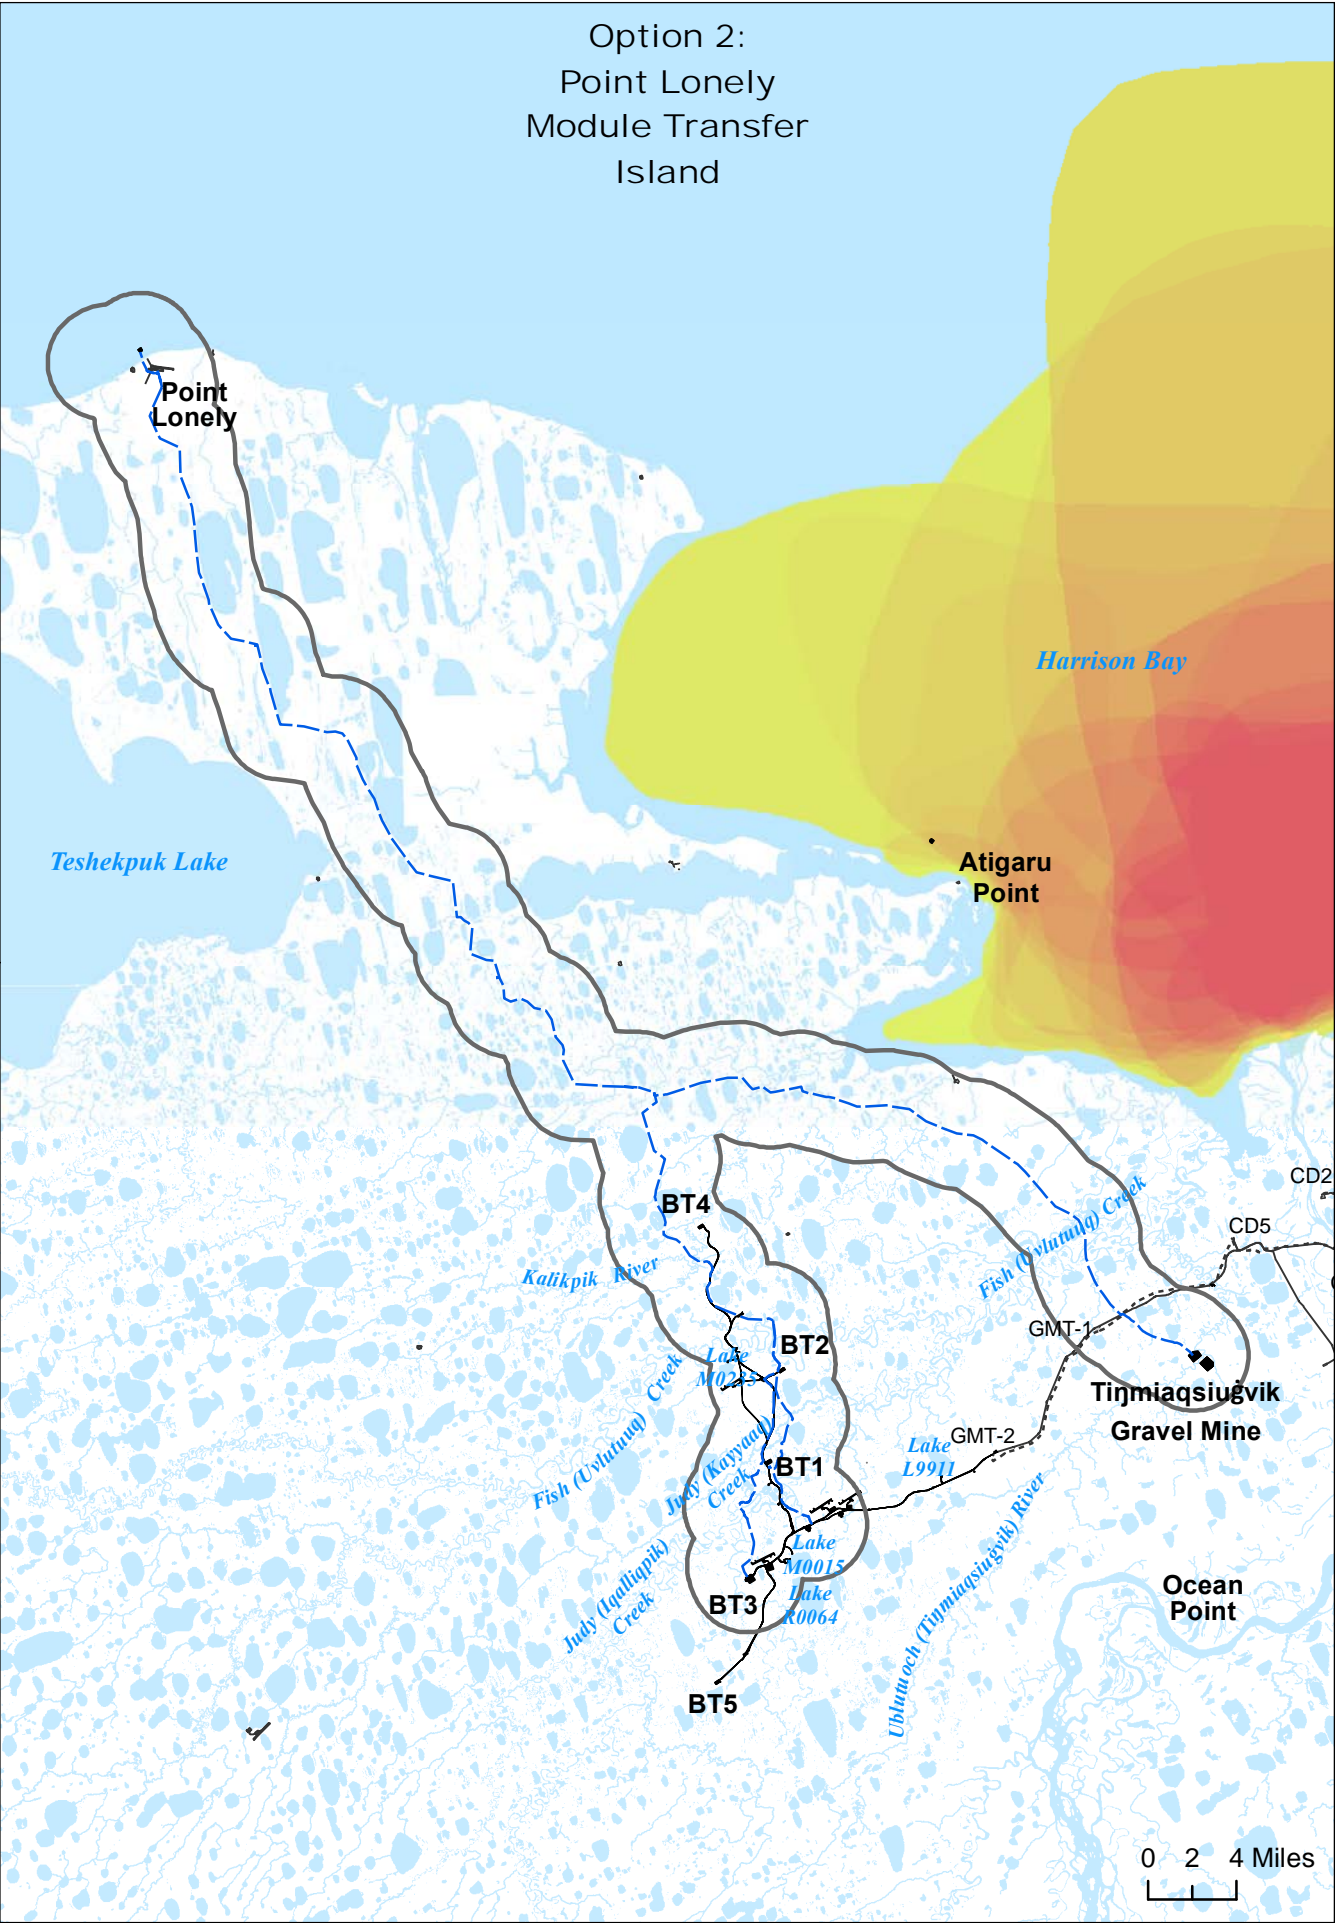 Option 2:
Point Lonely
Module Transfer
Island
Point
Lonely
Harrison Bay
Teshekpuk Lake
Atigaru
Point
CD2
BT4
Fish (Uvlutuuq) Creek
CD5
Kalikpik River
GMT-1
BT2
Lake
M0235
Tiŋmiaqsiuġvik
Gravel Mine
Fish (Uvlutuuq) Creek
Judy (Kayyaaq)
Creek
GMT-2
Lake
L9911
BT1
Lake
M0015
Judy (Iqalliqpik)
Creek
BT3
Lake
R0064
Ublutuoch (Tiŋmiaqsiuġvik) River
Ocean
Point
BT5
0 2 4 Miles